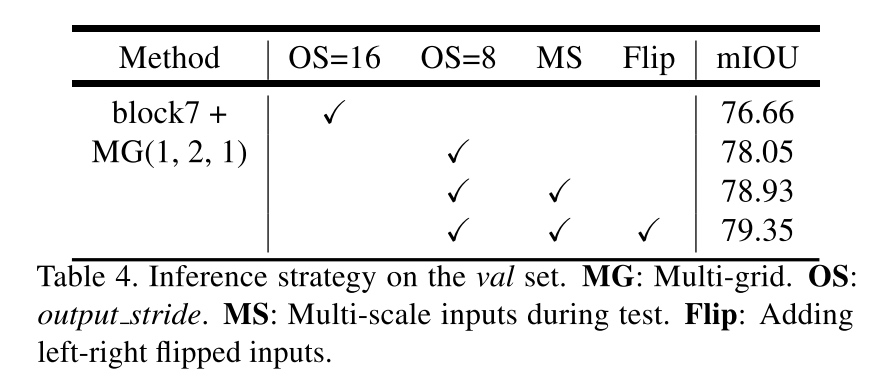 Method OS=16 OS=8 MS Flip mIOU
block7 + ✓ 76.66
MG(1, 2, 1) ✓ 78.05
✓ ✓ 78.93
✓ ✓ ✓ 79.35
Table 4. Inference strategy on the val set. MG: Multi-grid. OS:
output_stride. MS: Multi-scale inputs during test. Flip: Adding
left-right flipped inputs.